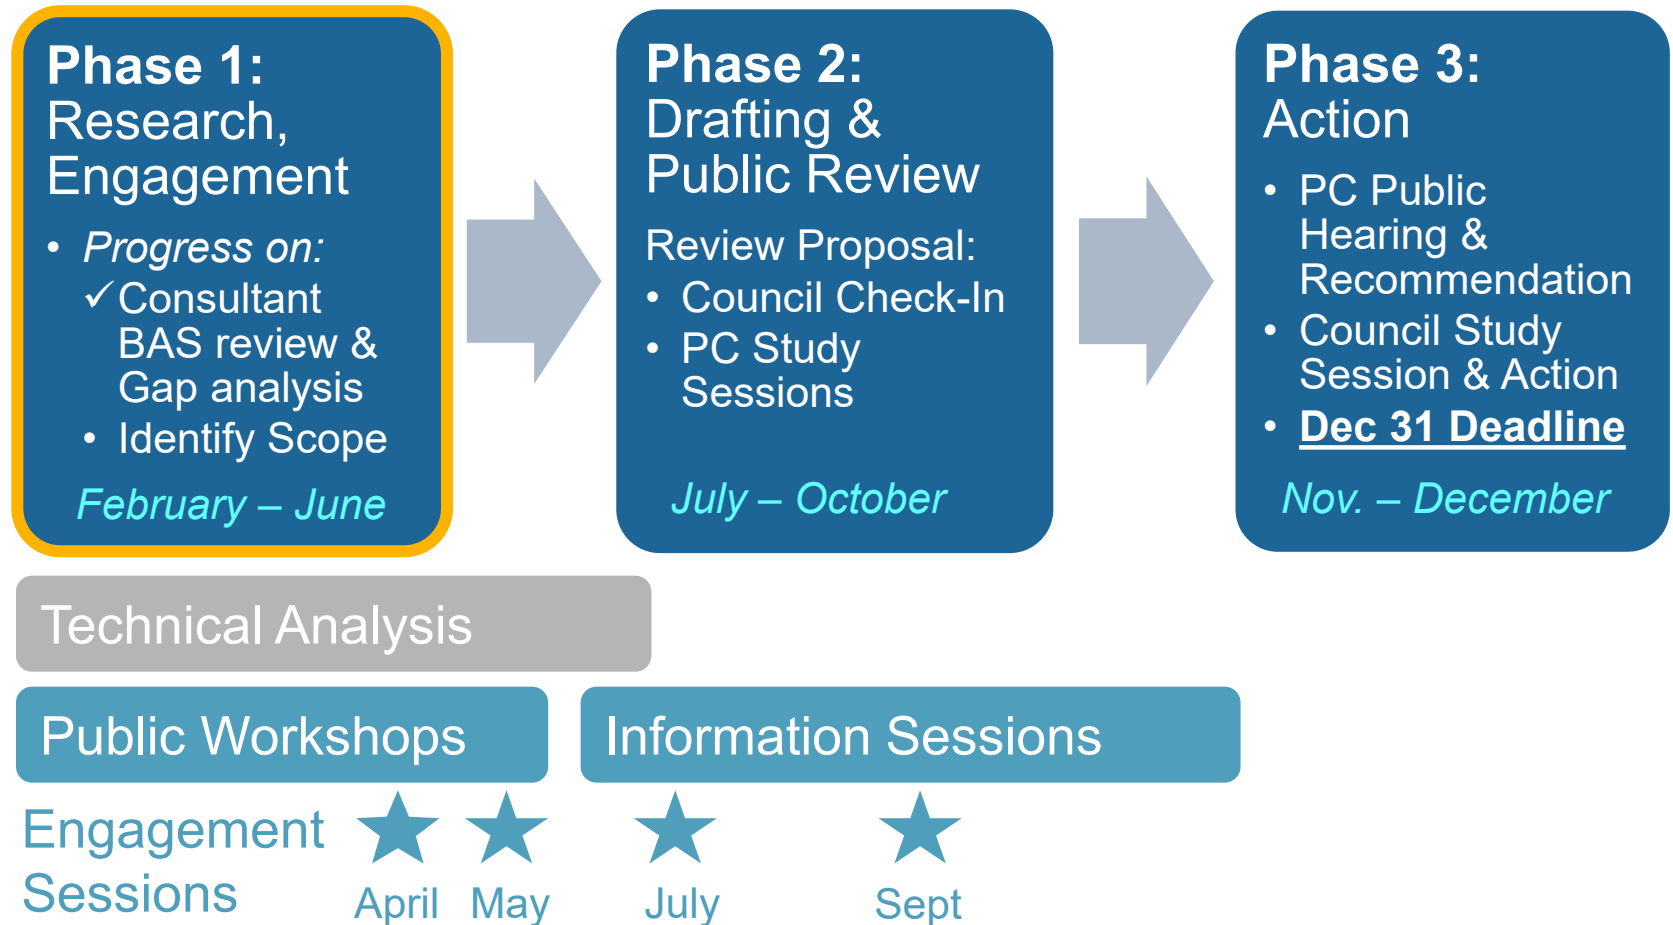 Phase 1:
Research,
Engagement
• Progress on:
✓Consultant
BAS review &
Gap analysis
• Identify Scope
February – June
Phase 2:
Drafting &
Public Review
Review Proposal:
• Council Check-In
• PC Study
Sessions
July – October
Phase 3:
Action
• PC Public
Hearing &
Recommendation
• Council Study
Session & Action
• Dec 31 Deadline
Nov. – December
Technical Analysis
Public Workshops
Information Sessions
Engagement
Sessions
April
May
July
Sept